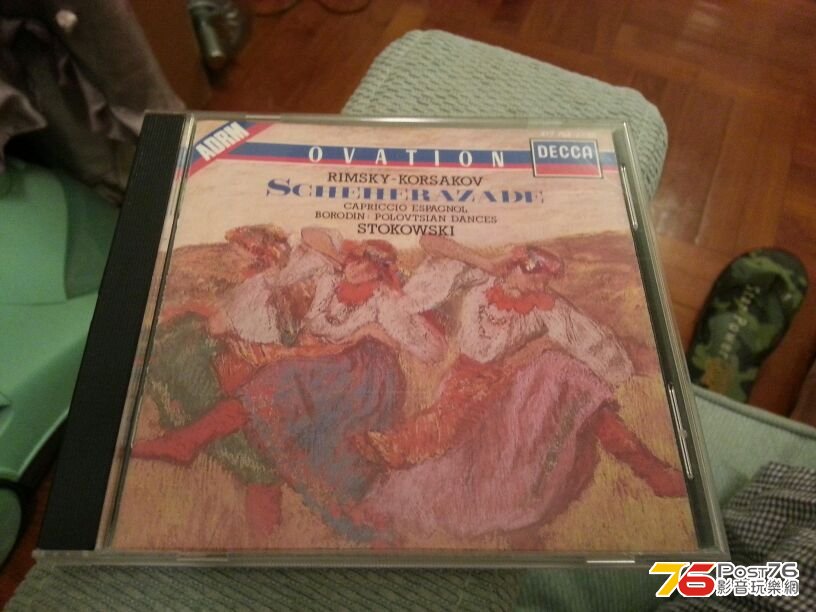 ADRM
OVATION
DECCA
RIMSKY-KORSAKOV
SCHEHERAZADE
CAPRICCIO ESPAGNOL
BORODIN: POLOVTSIAN DANCES
STOKOWSKI
76 Post76
影音玩樂網